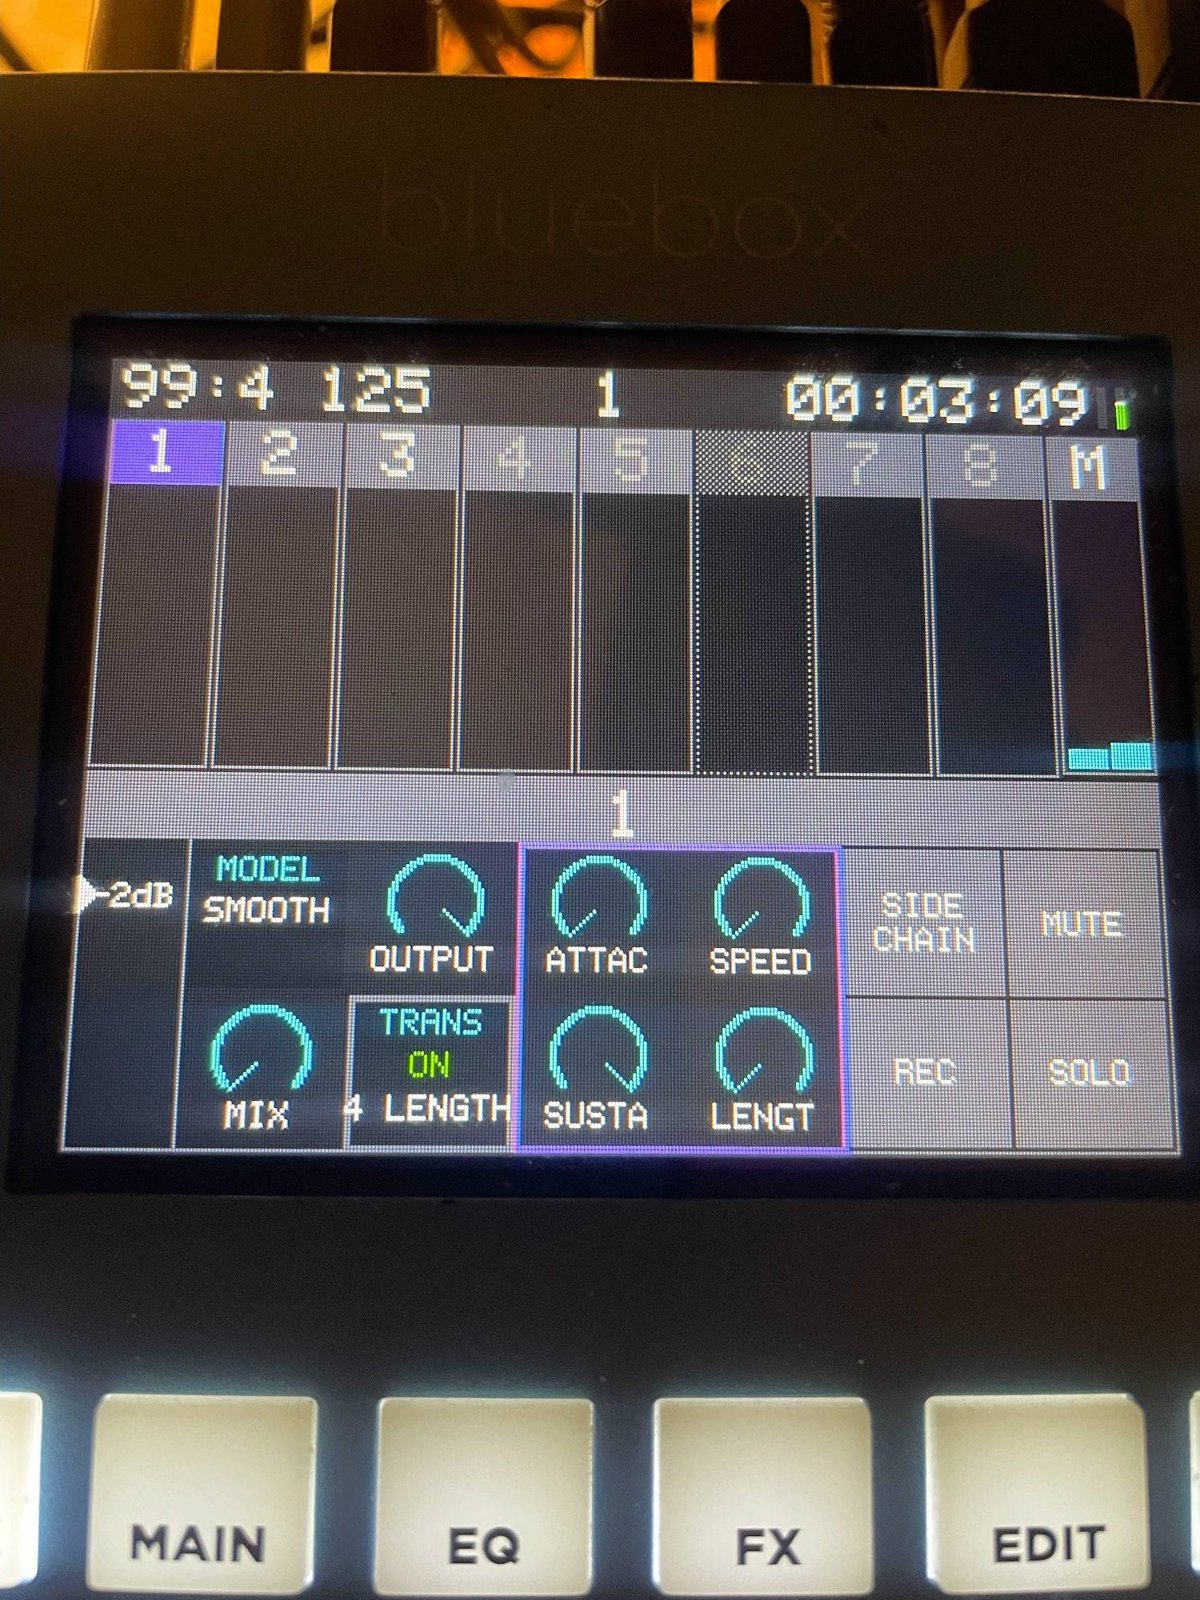 bluebox
99:4 125 1 00:03:09
1 2 3 4 5 6 7 8 M
1
-2dB
MODEL
SMOOTH
OUTPUT
ATTAC
SPEED
SIDE
CHAIN
MUTE
MIX
TRANS
ON
4 LENGTH
SUSTA
LENGT
REC
SOLO
MAIN
EQ
FX
EDIT